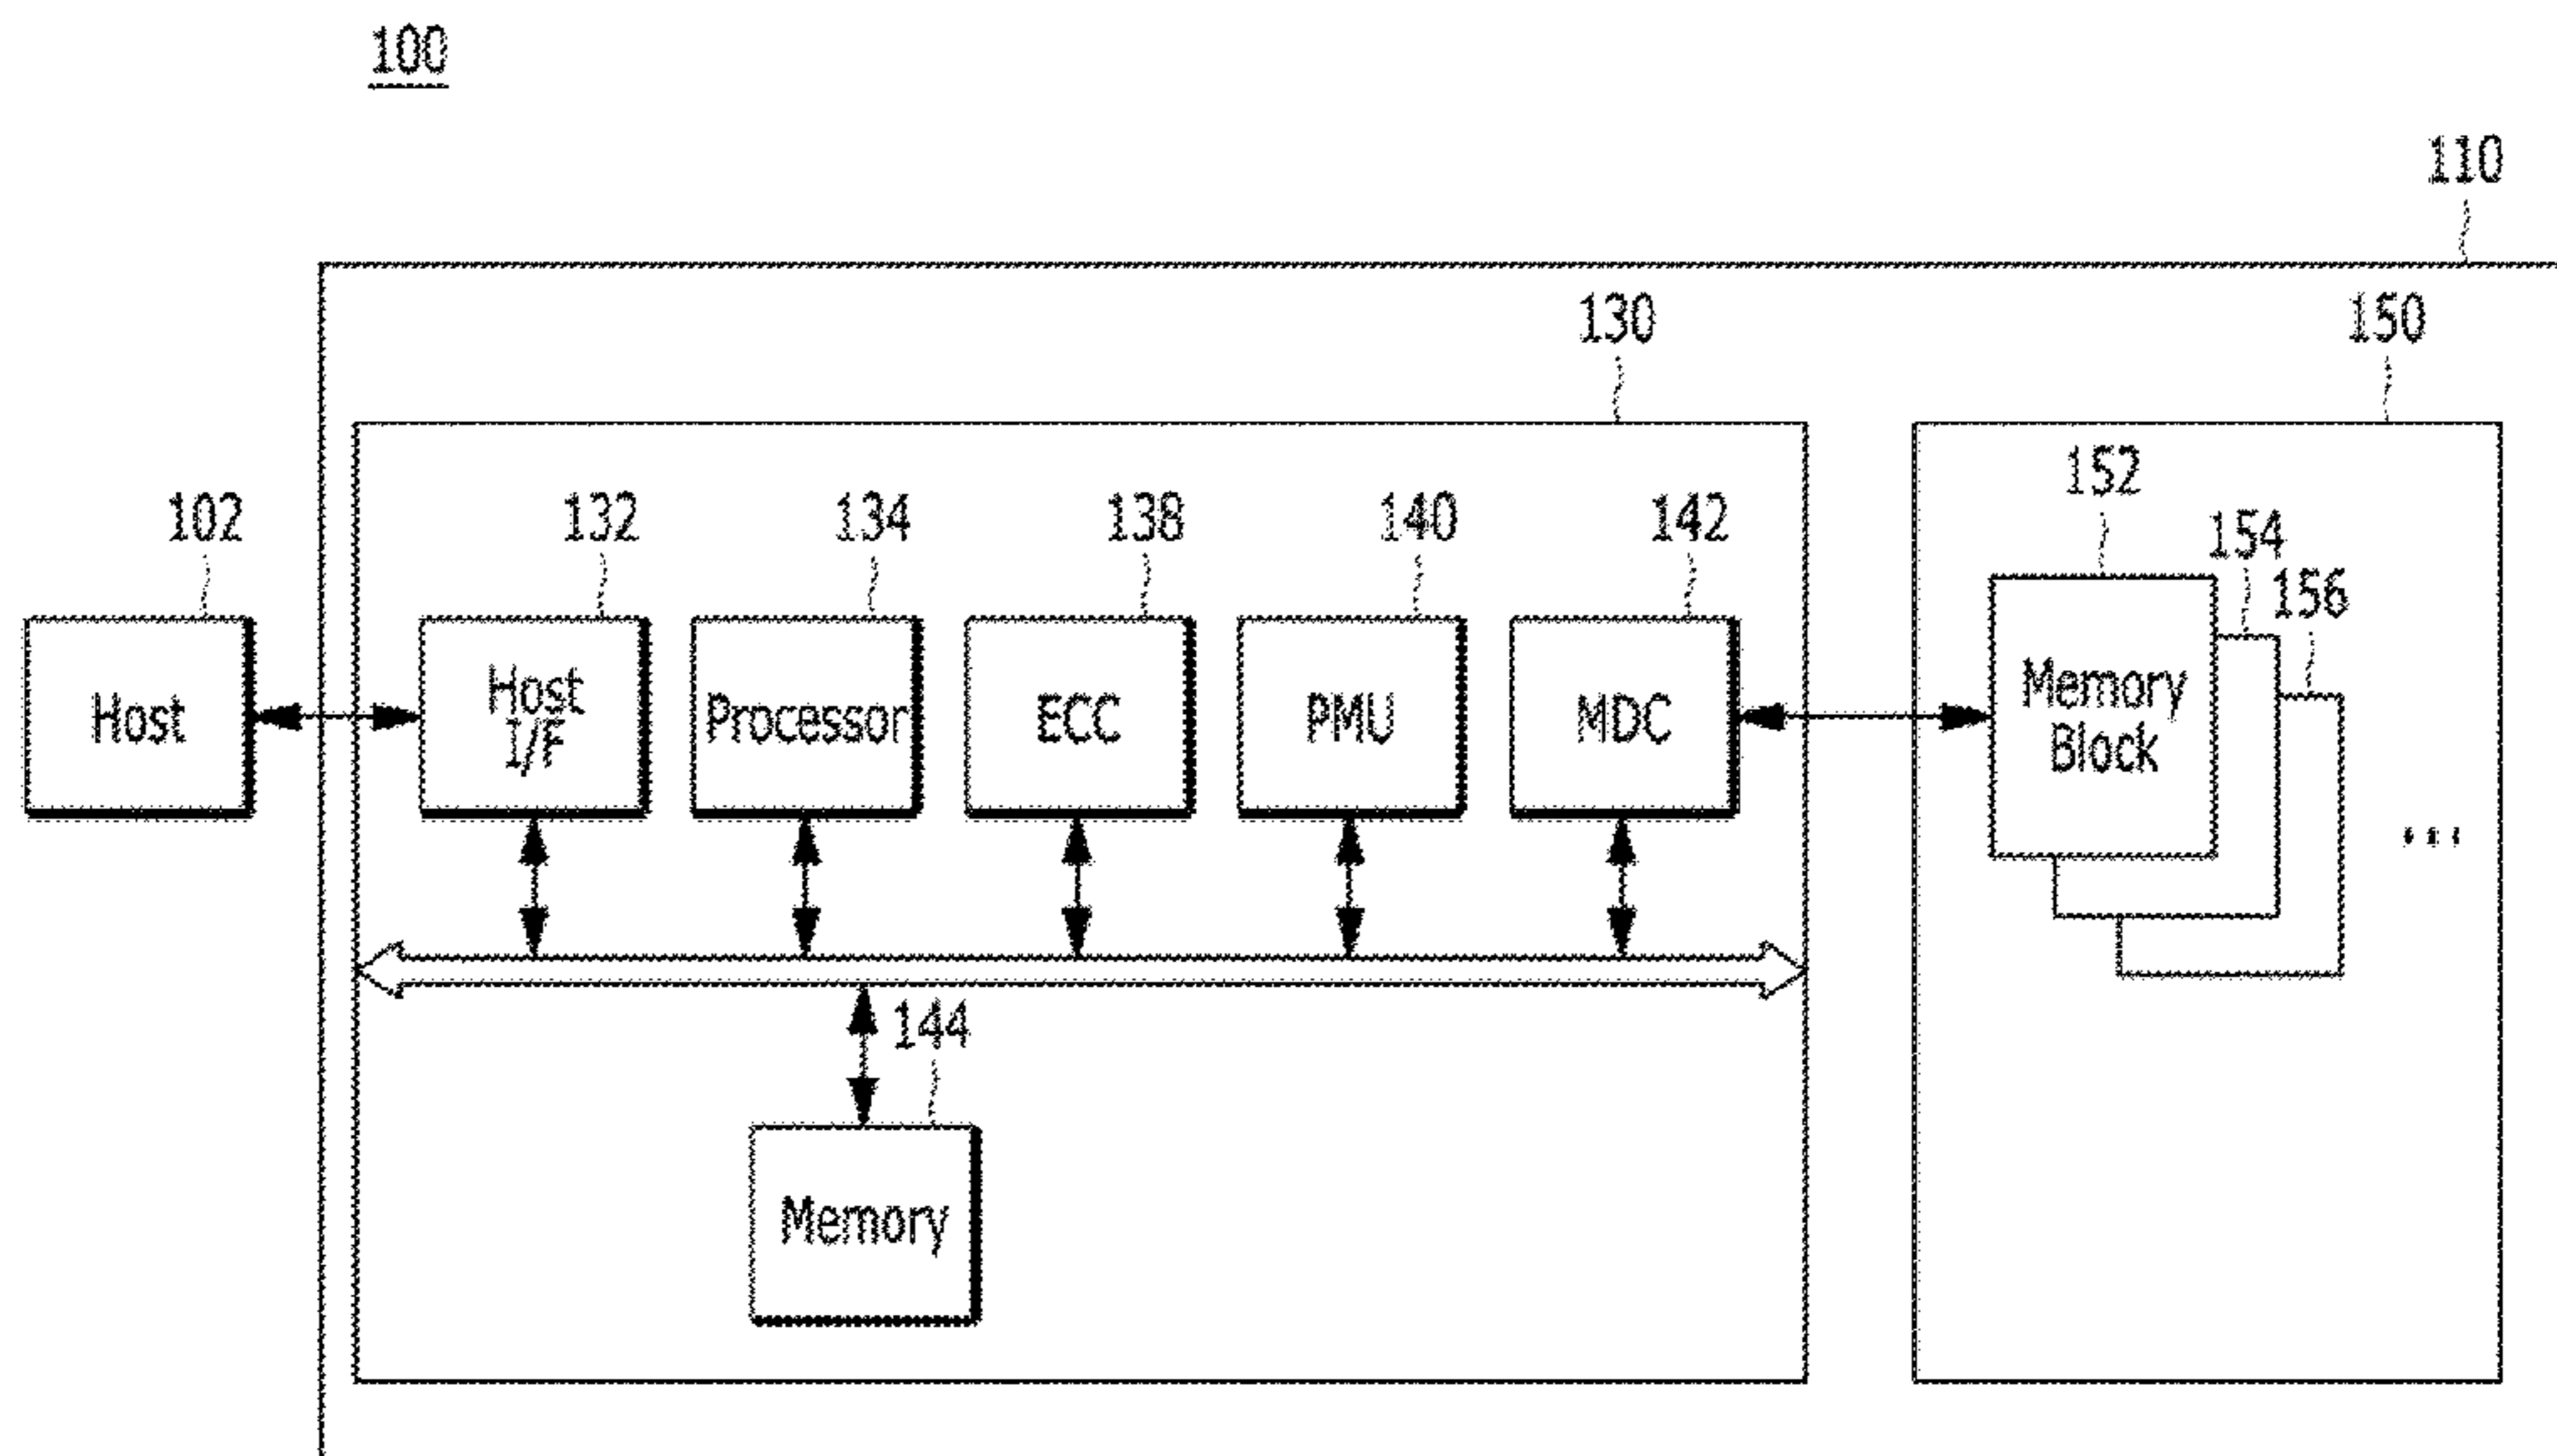 100
110
130
150
102
132
134
138
140
142
152
154
156
Host
Host
I/F
Processor
ECC
PMU
MDC
Memory
Block
...
144
Memory